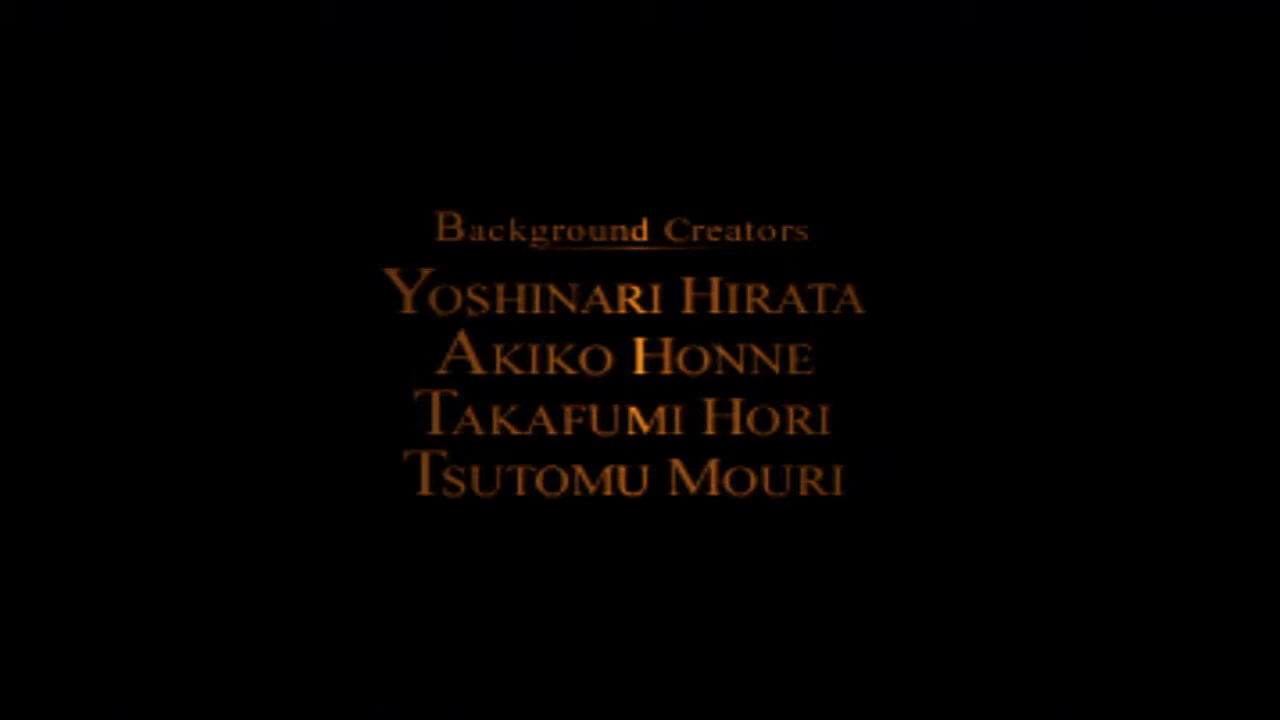 Background Creators
YOSHINARI HIRATA
AKIKO HONNE
TAKAFUMI HORI
TSUTOMU MOURI